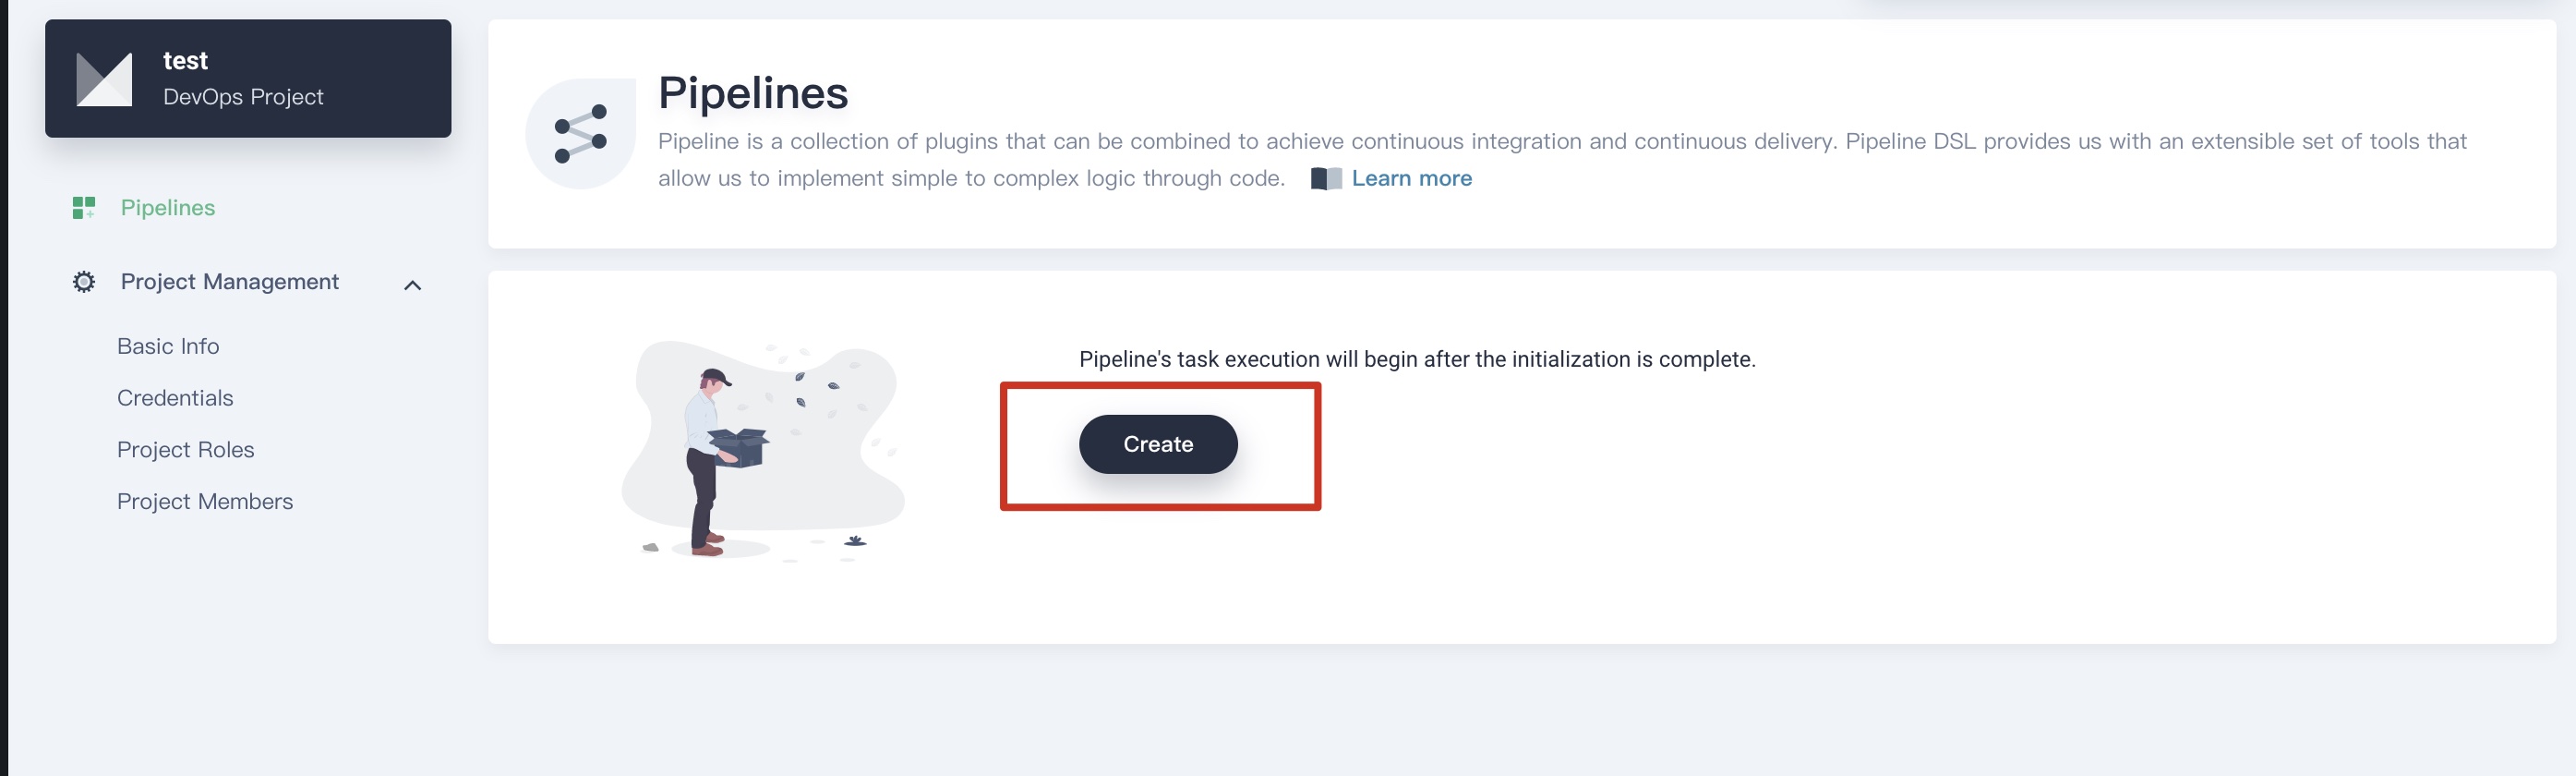 test
DevOps Project
Pipelines
Project Management
Basic Info
Credentials
Project Roles
Project Members
Pipelines
Pipeline is a collection of plugins that can be combined to achieve continuous integration and continuous delivery. Pipeline DSL provides us with an extensible set of tools that
allow us to implement simple to complex logic through code. Learn more
Pipeline's task execution will begin after the initialization is complete.
Create